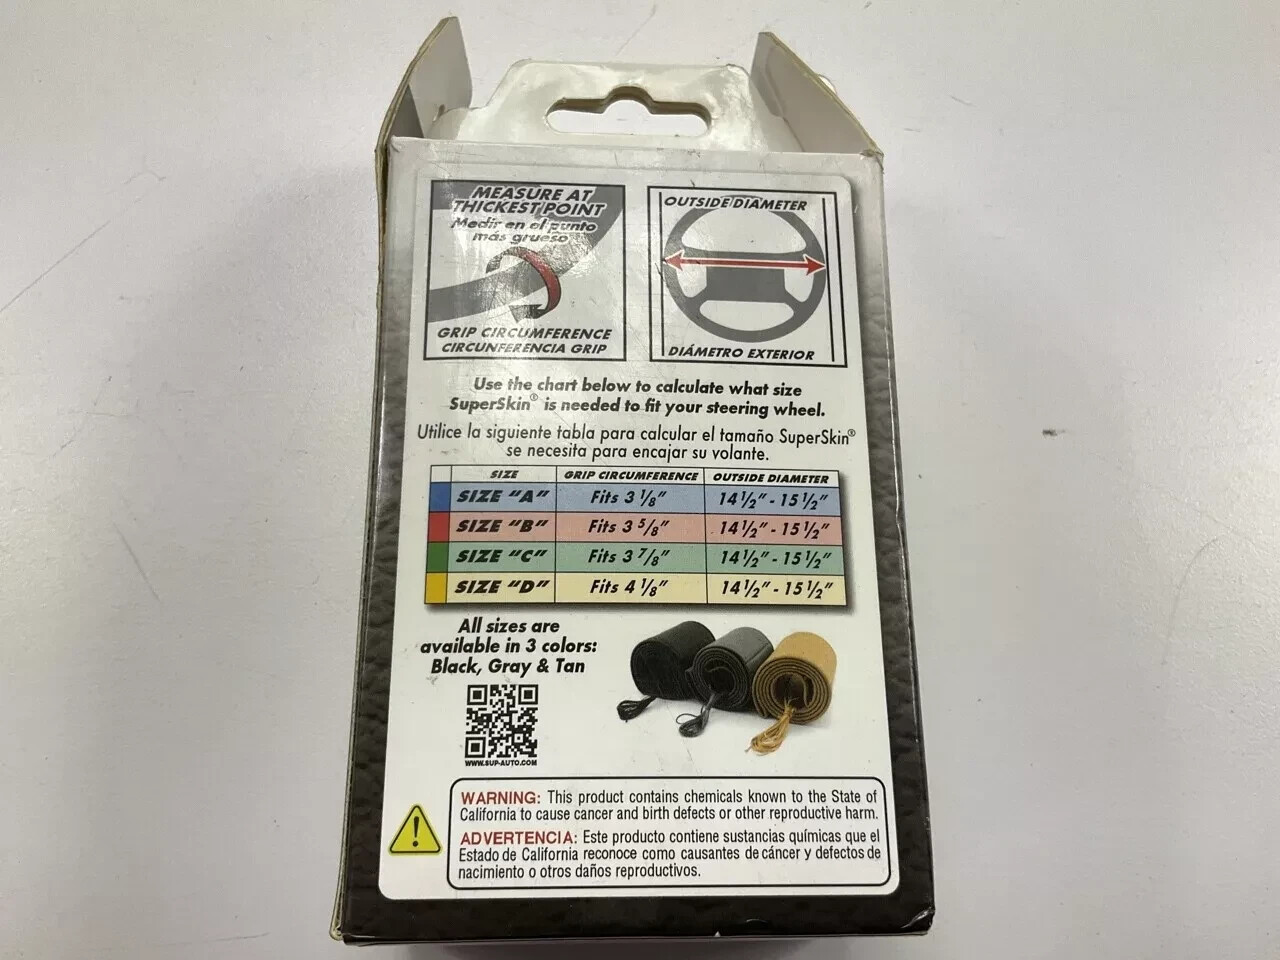 MEASURE AT
THICKEST POINT
Medir en el punto
más grueso
GRIP CIRCUMFERENCE
CIRCUNFERENCIA GRIP
OUTSIDE DIAMETER
DIÁMETRO EXTERIOR
Use the chart below to calculate what size
SuperSkin® is needed to fit your steering wheel.
Utilice la siguiente tabla para calcular el tamaño SuperSkin®
se necesita para encajar su volante.
SIZE GRIP CIRCUMFERENCE OUTSIDE DIAMETER
SIZE "A" Fits 3 1/8" 14 1/2" - 15 1/2"
SIZE "B" Fits 3 5/8" 14 1/2" - 15 1/2"
SIZE "C" Fits 3 7/8" 14 1/2" - 15 1/2"
SIZE "D" Fits 4 1/8" 14 1/2" - 15 1/2"
All sizes are
available in 3 colors:
Black, Gray & Tan
WWW.SUP-AUTO.COM
WARNING: This product contains chemicals known to the State of
California to cause cancer and birth defects or other reproductive harm.
ADVERTENCIA: Este producto contiene sustancias químicas que el
Estado de California reconoce como causantes de cáncer y defectos de
nacimiento o otros daños reproductivos.